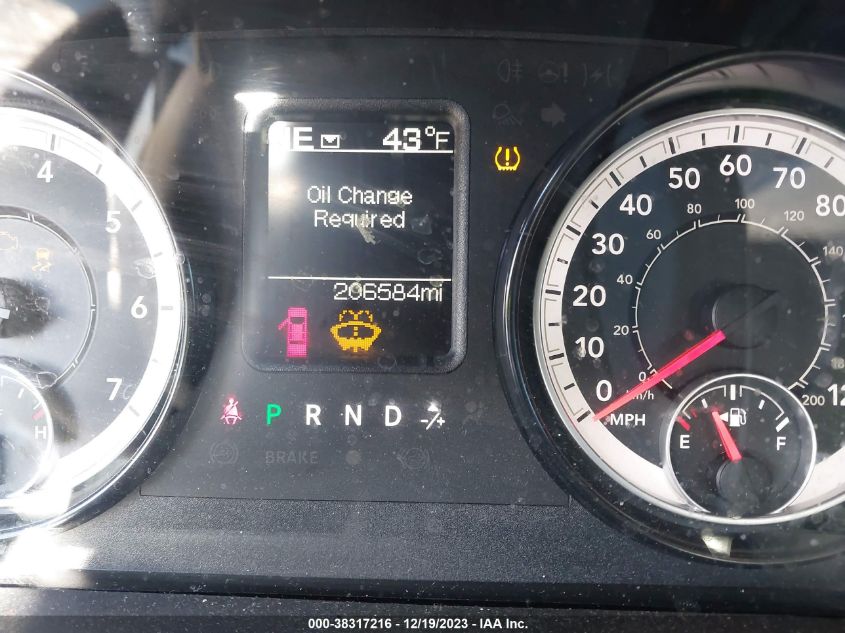 NE 43°F
Oil Change
Required
206584mi
P R N D -/+
BRAKE
4
5
6
7
H
0 10 20 30 40 50 60 70 80
MPH
0 20 40 60 80 100 120 140 200
km/h
E F
000-38317216 - 12/19/2023 - IAA Inc.